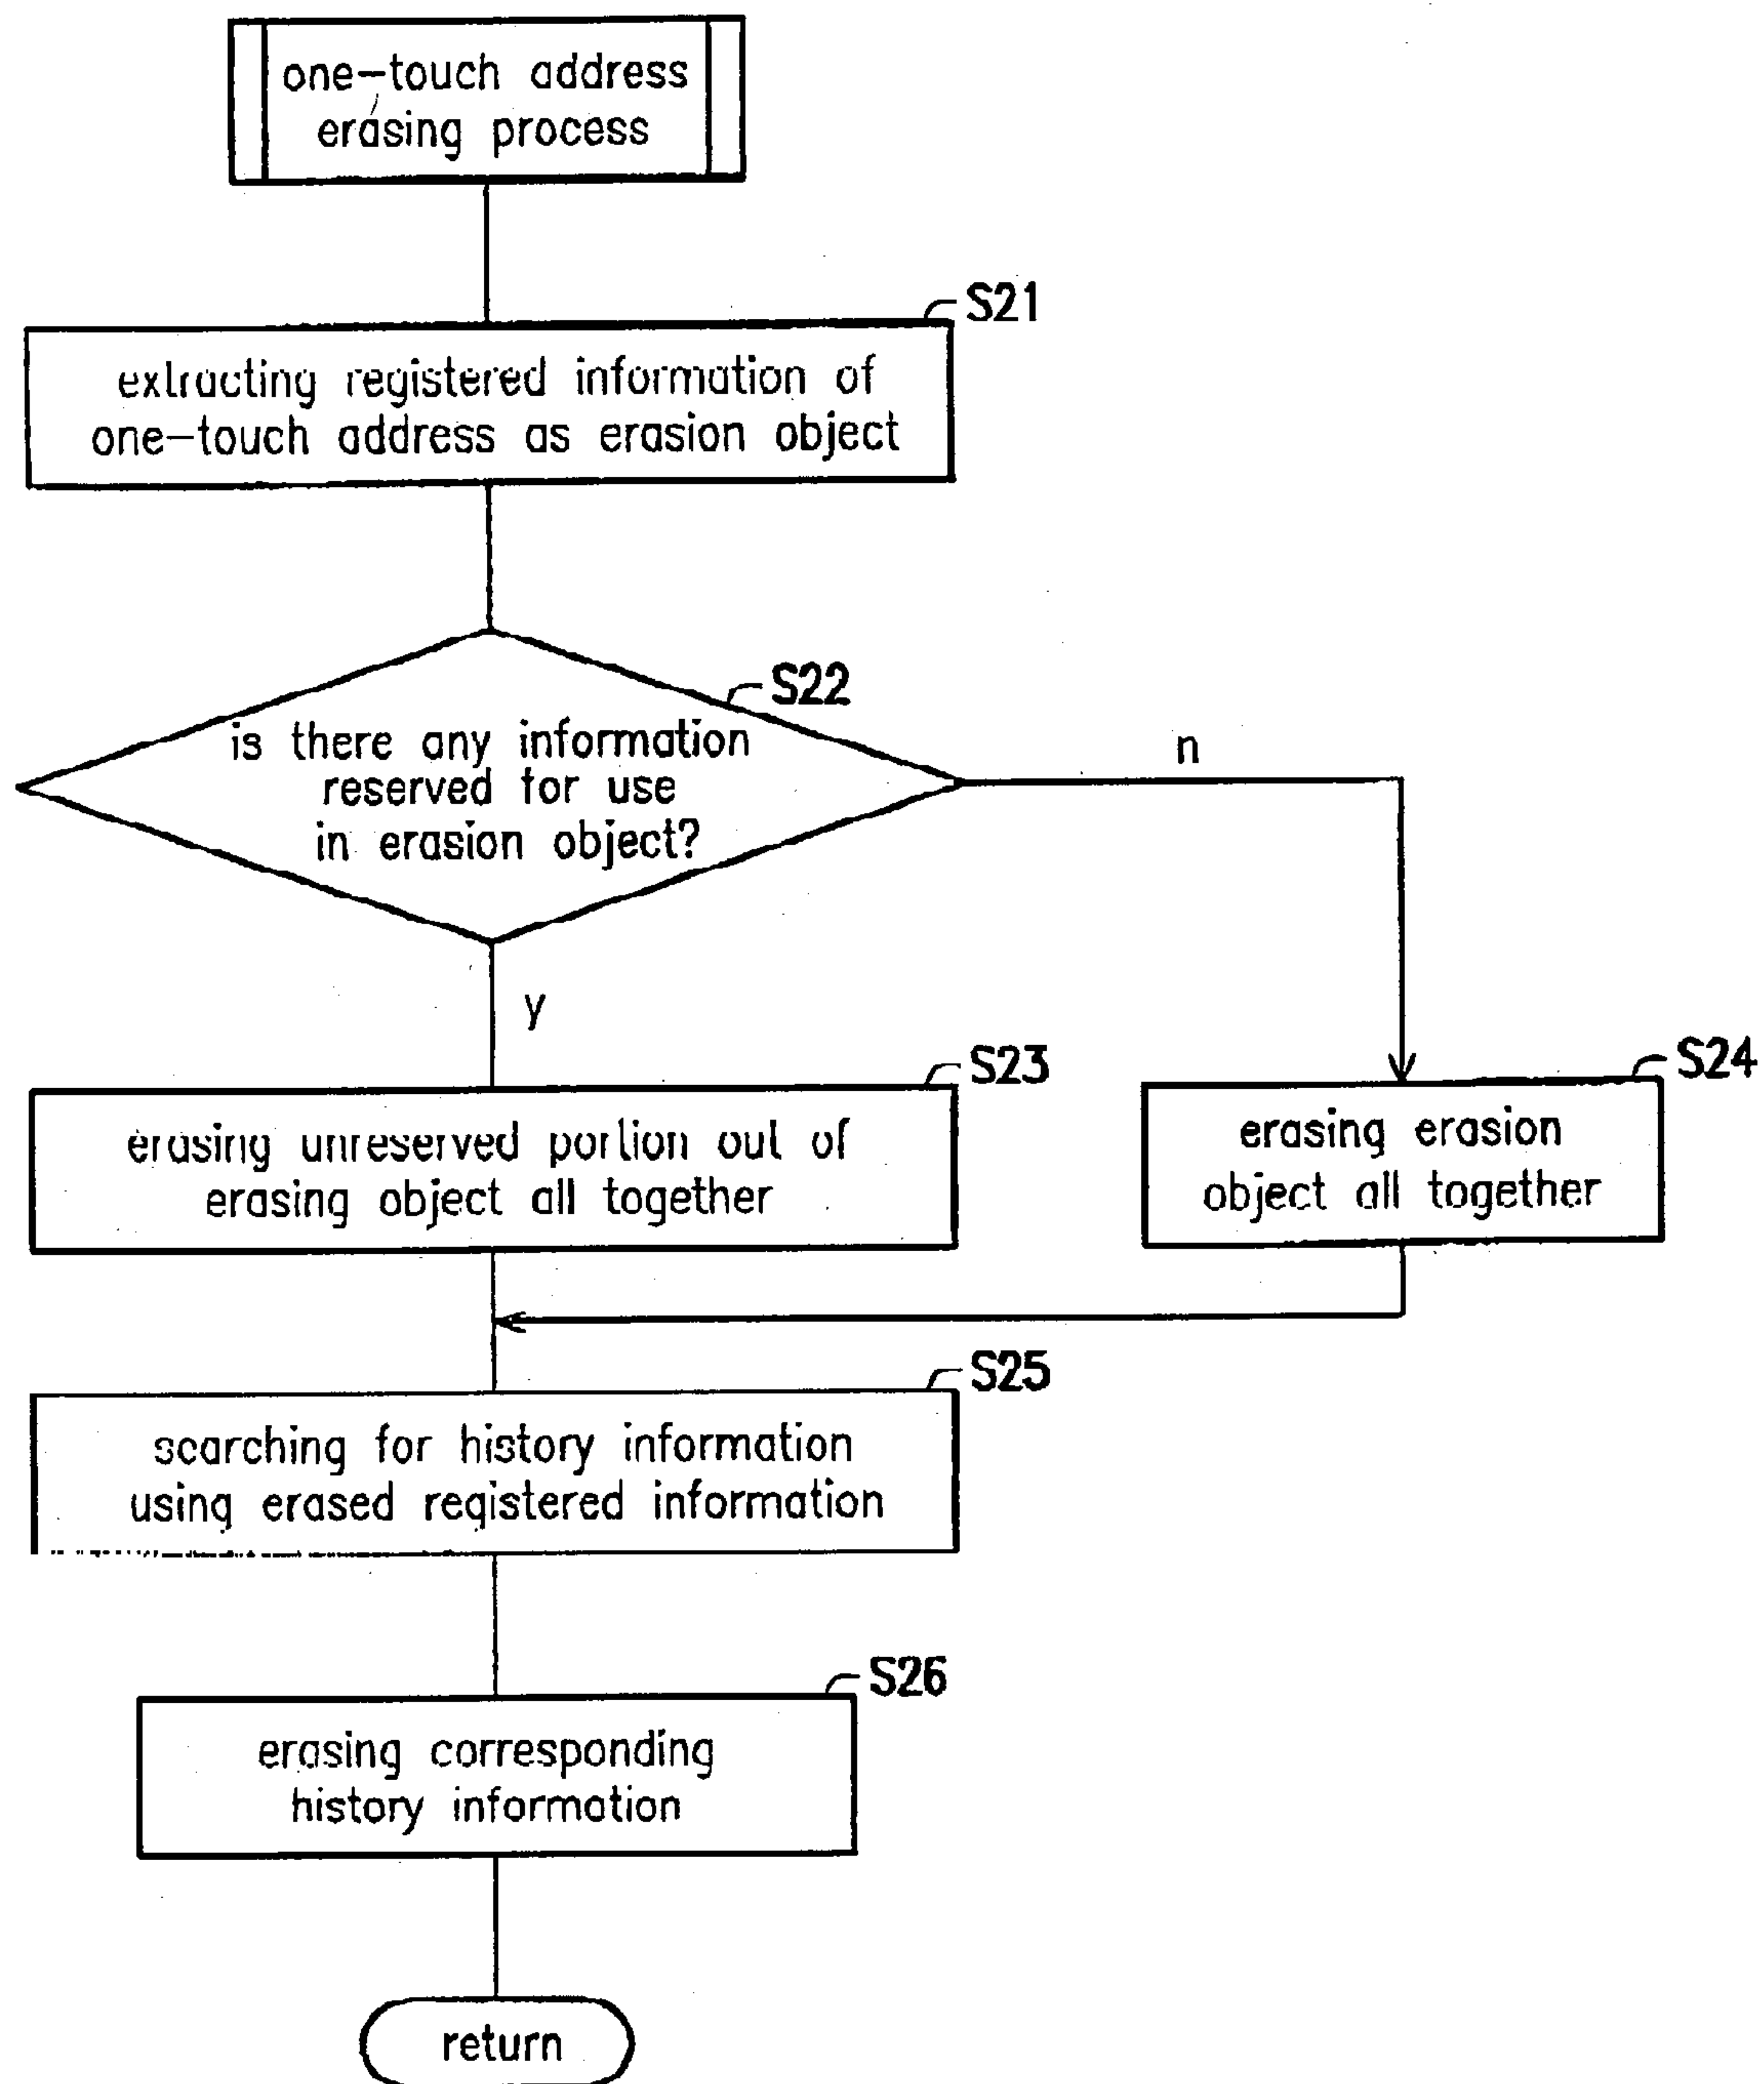 one-touch address
erasing process
S21
extracting registered information of
one-touch address as erasion object
S22
is there any information
reserved for use
in erasion object?
n
y
S23
erasing unreserved portion out of
erasing object all together
S24
erasing erasion
object all together
S25
searching for history information
using erased registered information
S26
erasing corresponding
history information
return